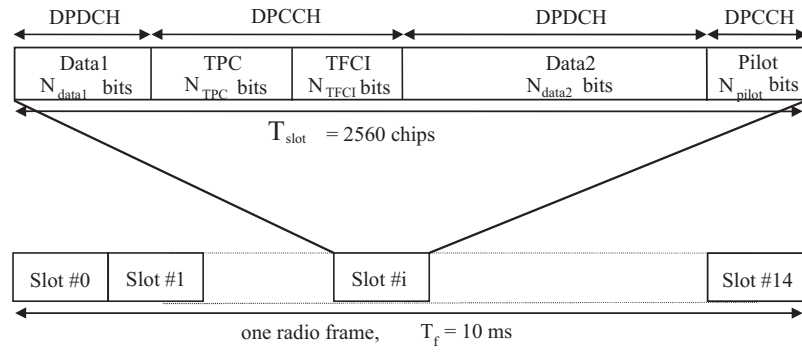 DPDCH DPCCH DPDCH DPCCH
Data1 TPC TFCI Data2 Pilot
N_data1 bits N_TPC bits N_TFCI bits N_data2 bits N_pilot bits
T_slot = 2560 chips
Slot #0 Slot #1 Slot #i Slot #14
one radio frame, T_f = 10 ms